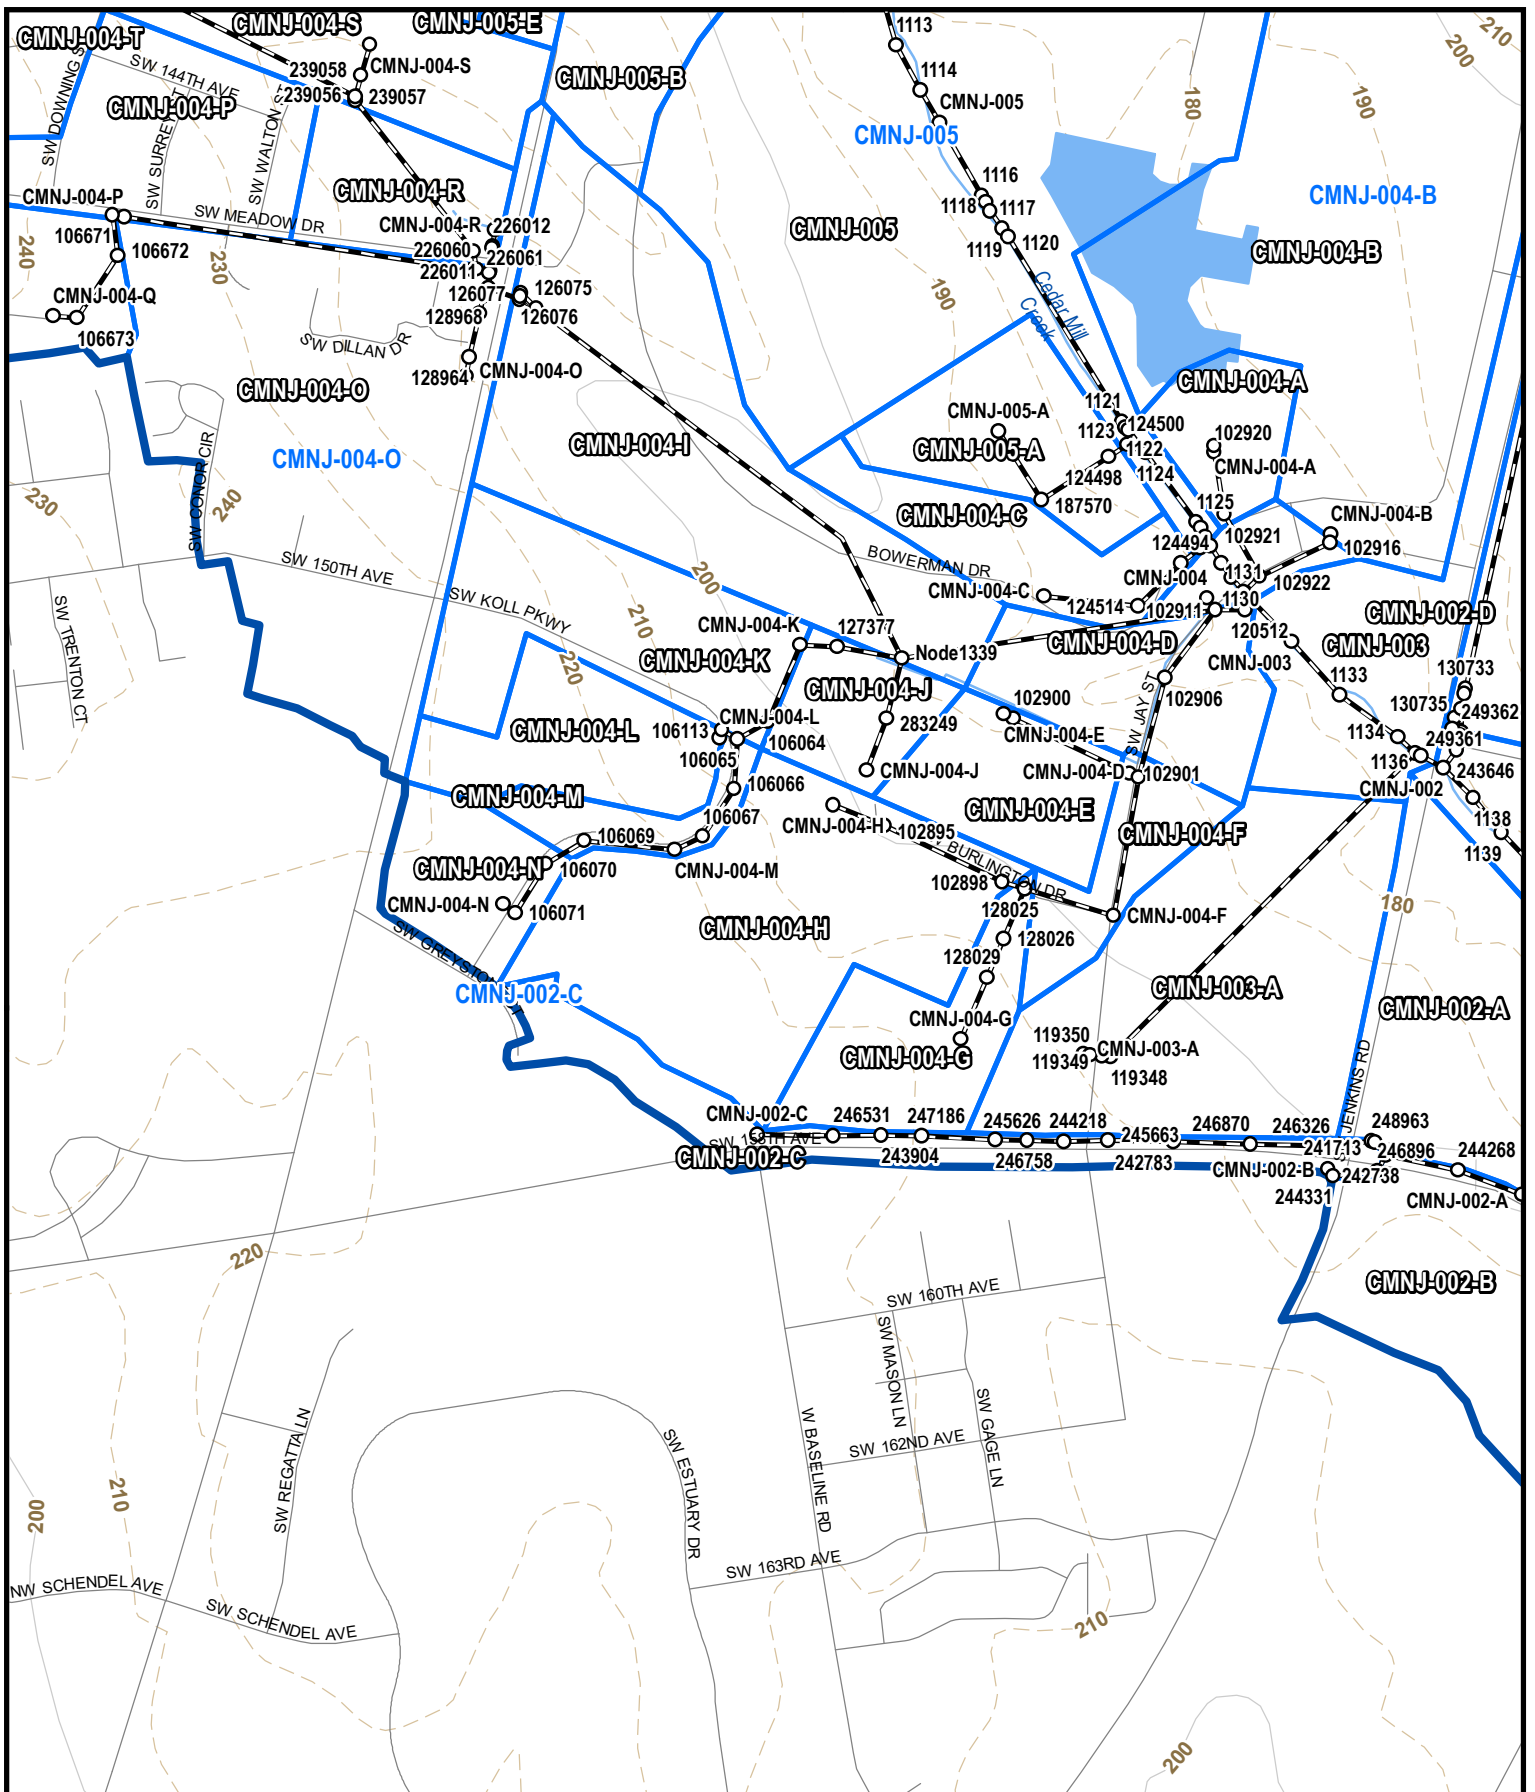 CMNJ-004-S
CMNJ-005-E
CMNJ-004-T
1113
210
200
SW DOWNING S
SW 144TH AVE
239058
CMNJ-004-S
CMNJ-005-B
1114
180
190
239056
239057
CMNJ-004-P
CMNJ-005
CMNJ-005
SW SURREY
SW WALTON ST
CMNJ-004-P
CMNJ-004-R
1116
CMNJ-004-B
SW MEADOW DR
CMNJ-004-R
226012
1118
1117
CMNJ-005
1119
1120
CMNJ-004-B
240
106671
106672
230
226060
226061
226011
190
Cedar Mill
Creek
CMNJ-004-Q
126077
126075
128968
126076
106673
SW DILLAN DR
128964
CMNJ-004-O
CMNJ-004-O
CMNJ-004-A
1121
CMNJ-005-A
124500
1123
102920
CMNJ-004-I
CMNJ-005-A
1122
CMNJ-004-O
CMNJ-004-A
124498
1124
SW CONOR CIR
230
240
187570
1125
CMNJ-004-C
CMNJ-004-B
102921
124494
102916
SW 150TH AVE
BOWERMAN DR
200
CMNJ-004
1131
102922
SW KOLL PKWY
CMNJ-004-C
124514
102911
1130
SW TRENTON CT
210
CMNJ-004-K
127377
CMNJ-002-D
120512
CMNJ-004-D
CMNJ-003
Node1339
CMNJ-003
220
CMNJ-004-K
CMNJ-004-J
130733
1133
102906
130735
249362
CMNJ-004-L
102900
SW JAY ST
CMNJ-004-L
106113
283249
CMNJ-004-E
1134
249361
106065
106064
1136
CMNJ-004-J
CMNJ-004-D
102901
243646
106066
CMNJ-002
CMNJ-004-M
CMNJ-004-E
106067
CMNJ-004-H
102895
CMNJ-004-F
1138
106069
BURLINGTON DR
1139
CMNJ-004-N
106070
CMNJ-004-M
102898
CMNJ-004-N
128025
180
106071
CMNJ-004-F
CMNJ-004-H
128026
SW GREYSTO
128029
CMNJ-002-C
CMNJ-003-A
CMNJ-002-A
CMNJ-004-G
119350
CMNJ-003-A
CMNJ-004-G
119349
119348
JENKINS RD
CMNJ-002-C
246531
247186
245626
244218
246870
246326
248963
SW 158TH AVE
245663
241713
246896
244268
CMNJ-002-C
243904
246758
242783
CMNJ-002-B
242738
244331
CMNJ-002-A
220
CMNJ-002-B
SW 160TH AVE
SW MASON LN
SW GAGE LN
W BASELINE RD
SW REGATTA LN
SW ESTUARY DR
SW 162ND AVE
210
200
SW 163RD AVE
NW SCHENDEL AVE
SW SCHENDEL AVE
210
200